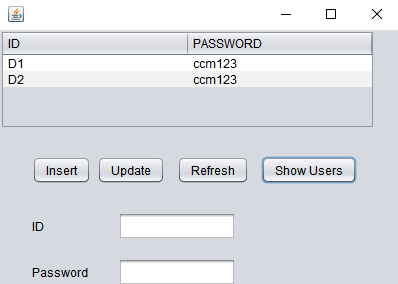 ID PASSWORD
D1 ccm123
D2 ccm123
Insert Update Refresh Show Users
ID
Password